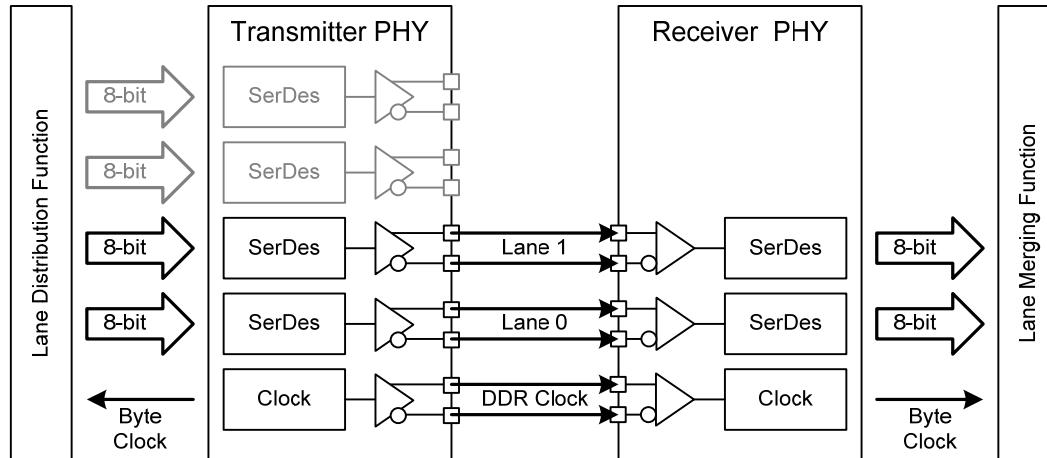 Transmitter PHY
Receiver PHY
Lane Distribution Function
8-bit
SerDes
8-bit
SerDes
8-bit
SerDes
Lane 1
SerDes
8-bit
8-bit
SerDes
Lane 0
SerDes
8-bit
Byte
Clock
Clock
DDR Clock
Clock
Byte
Clock
Lane Merging Function